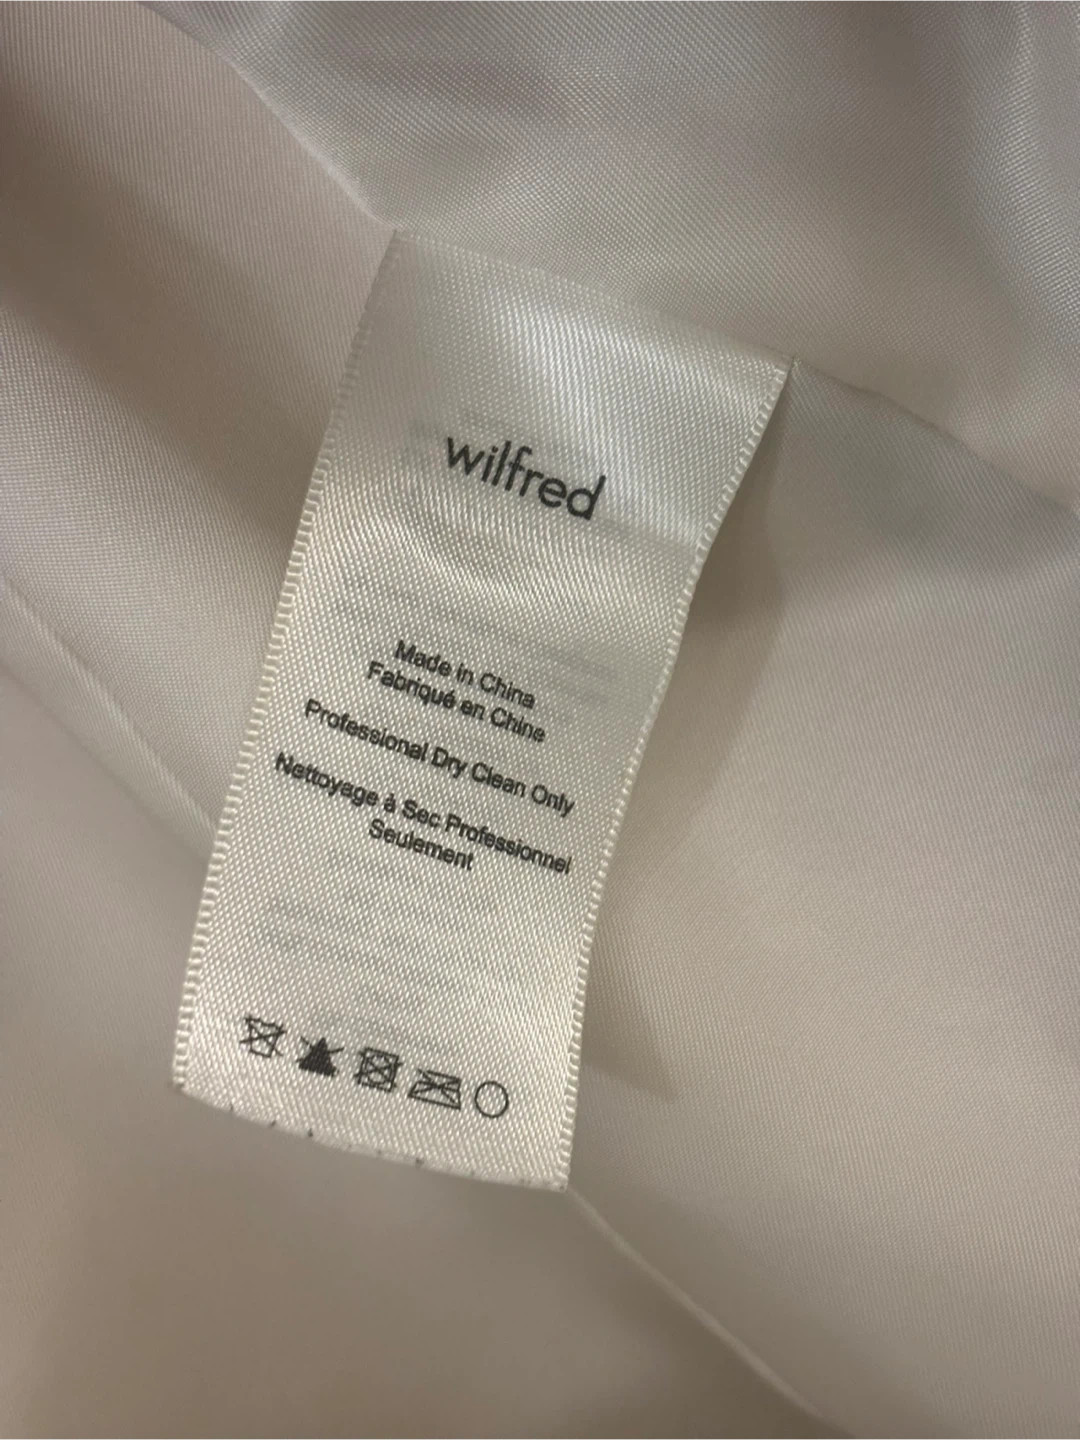 wilfred
Made in China
Fabriqué en Chine
Professional Dry Clean Only
Nettoyage à Sec Professionnel
Seulement